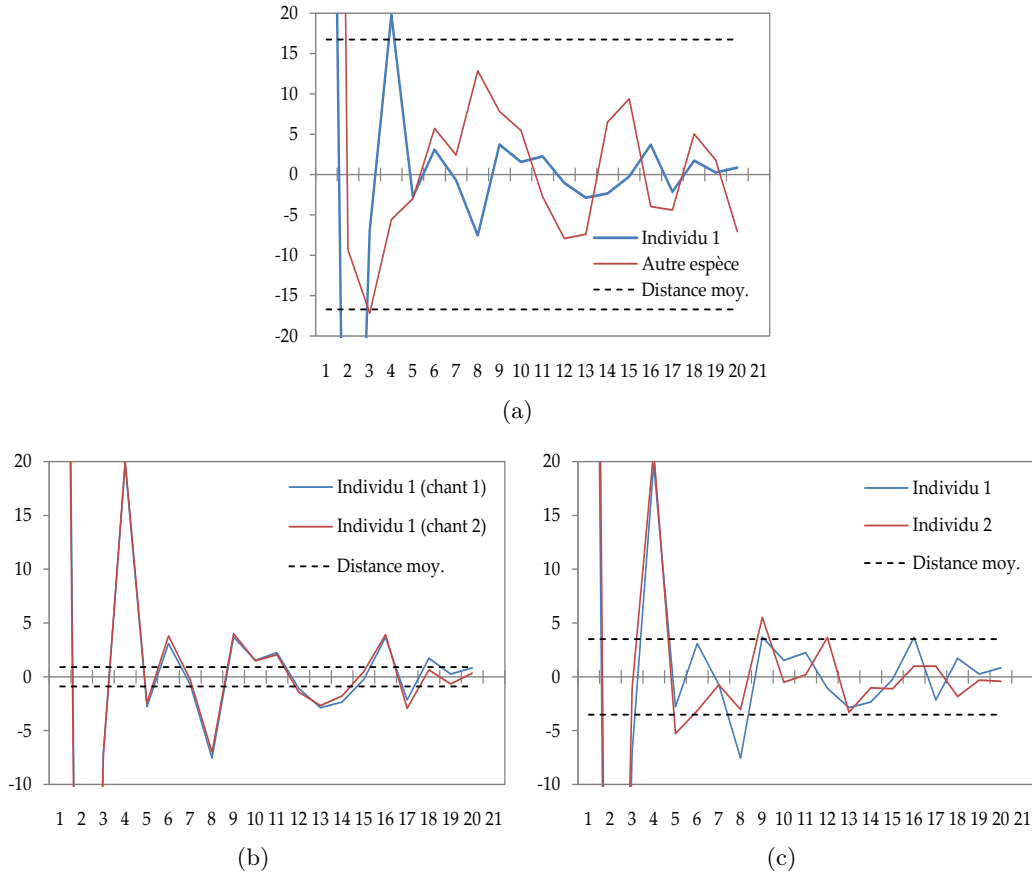 20
15
10
5
0
-5
-10
-15
-20
Individu 1
Autre espèce
Distance moy.
1 2 3 4 5 6 7 8 9 10 11 12 13 14 15 16 17 18 19 20 21
(a)
20
15
10
5
0
-5
-10
Individu 1 (chant 1)
Individu 1 (chant 2)
Distance moy.
1 2 3 4 5 6 7 8 9 10 11 12 13 14 15 16 17 18 19 20 21
(b)
20
15
10
5
0
-5
-10
Individu 1
Individu 2
Distance moy.
1 2 3 4 5 6 7 8 9 10 11 12 13 14 15 16 17 18 19 20 21
(c)